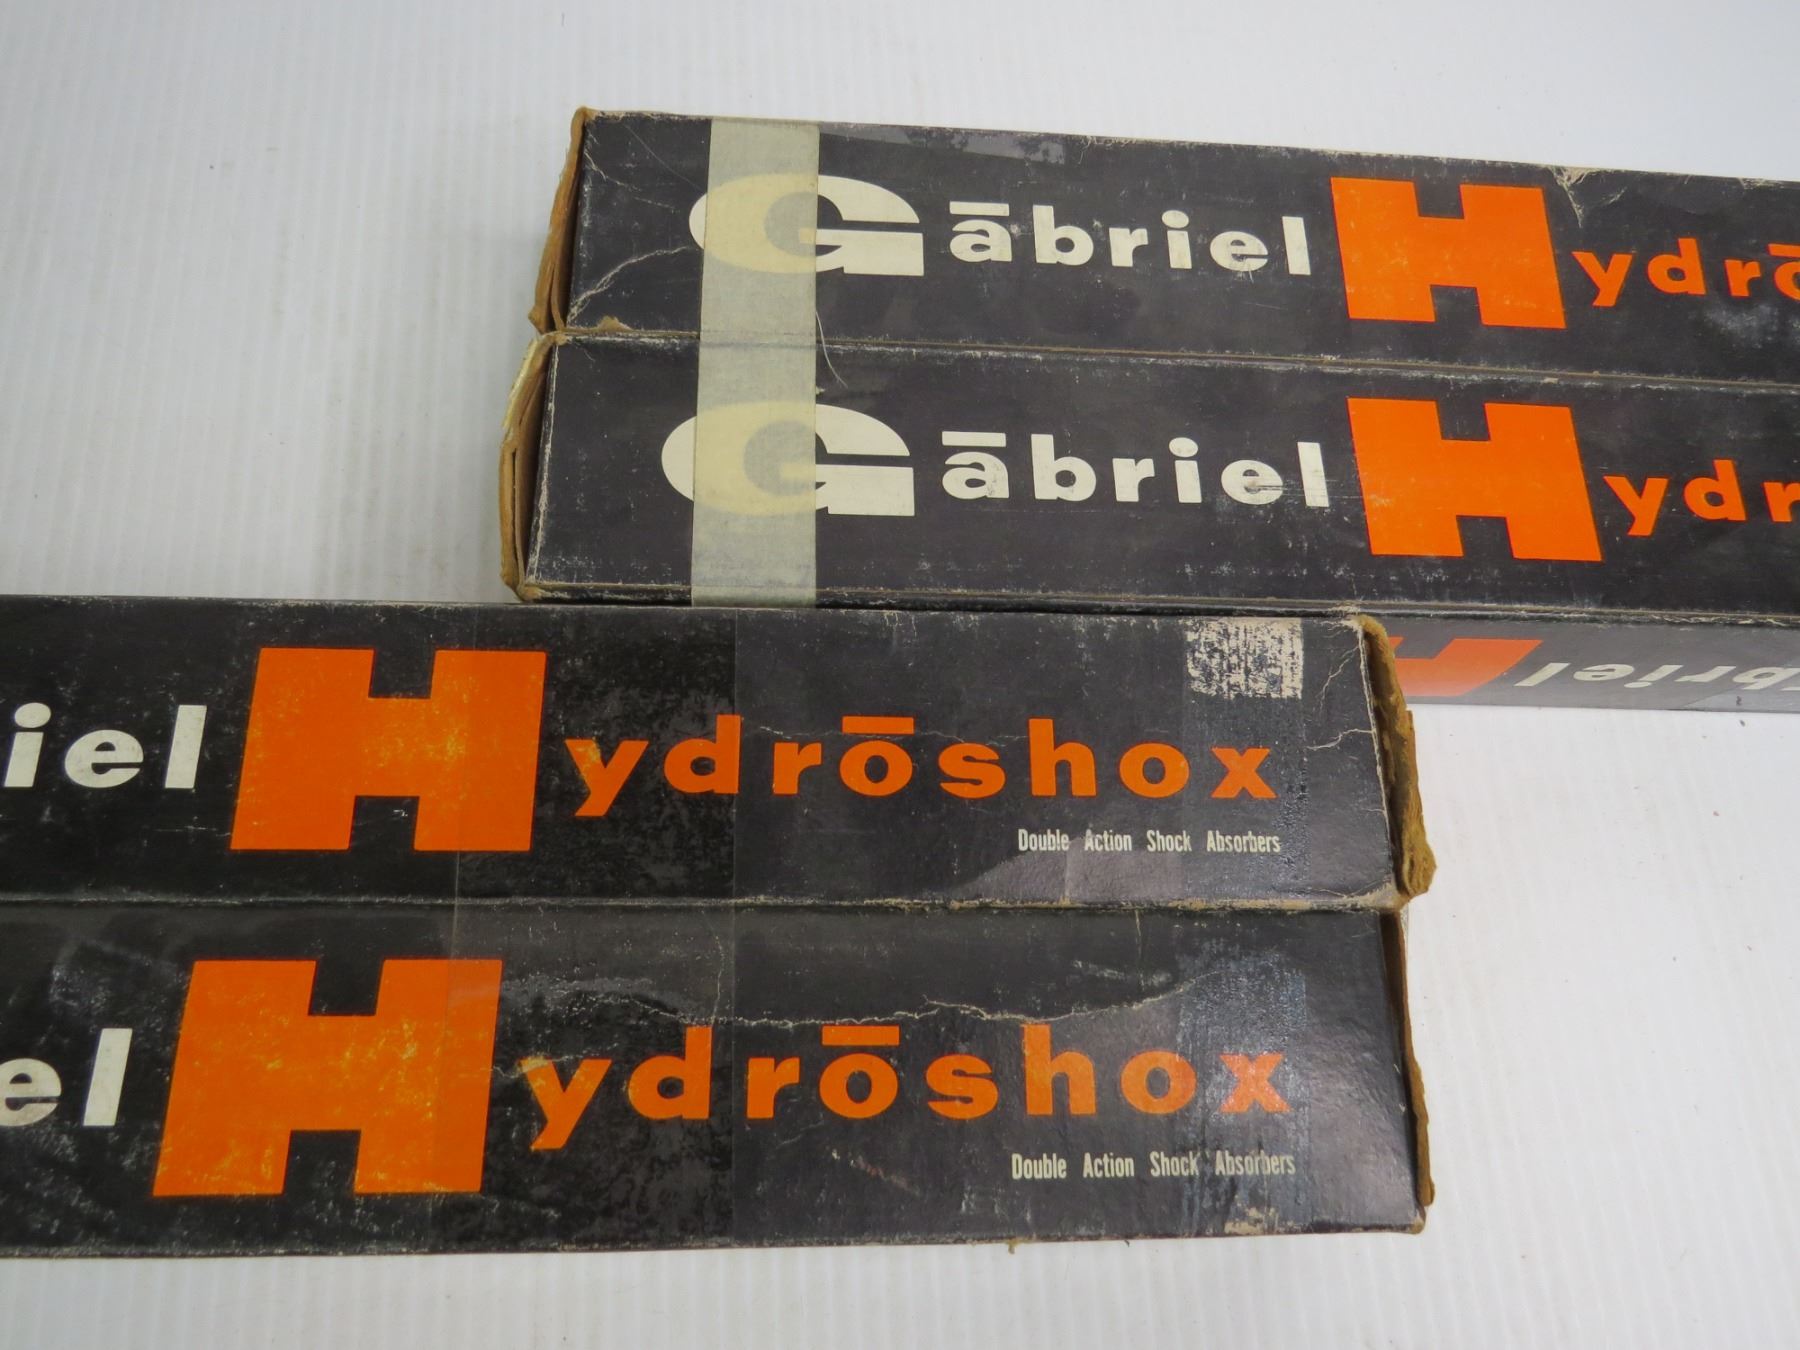 Gābriel Hydrō
Gābriel Hydr
briel H
iel Hydrōshox
Double Action Shock Absorbers
el Hydrōshox
Double Action Shock Absorbers